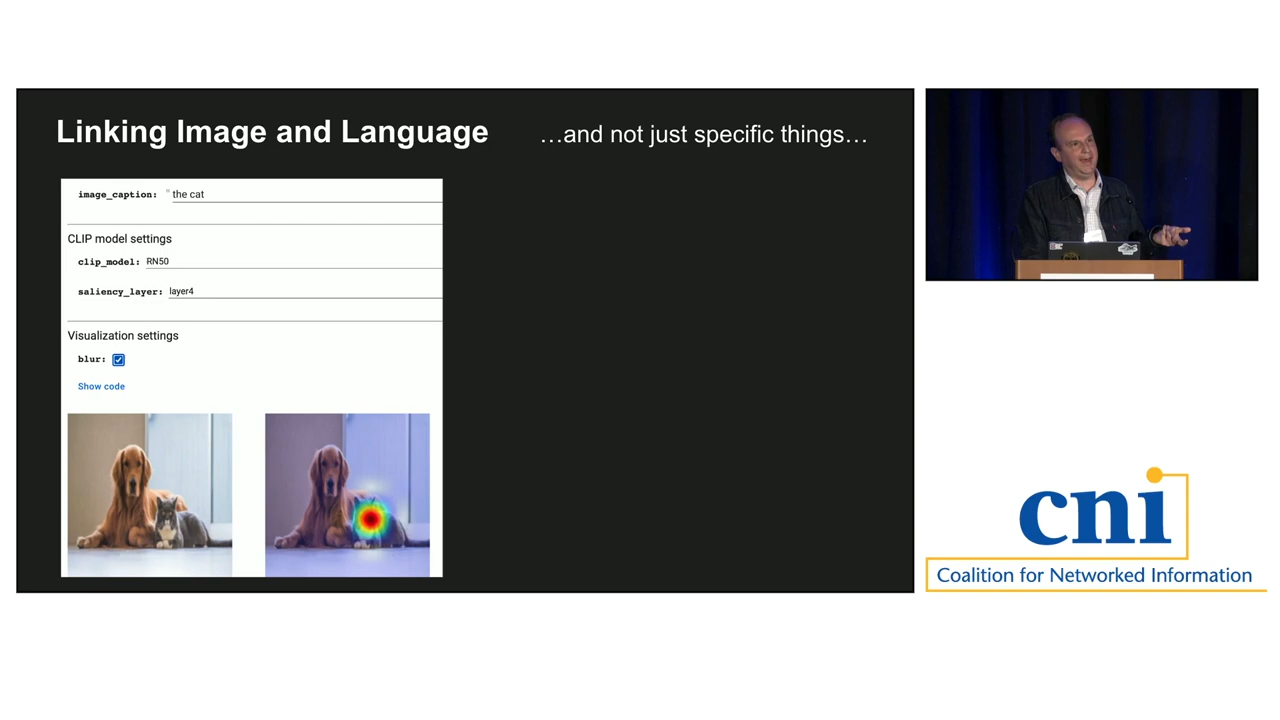 Linking Image and Language
…and not just specific things…
image_caption: " the cat
CLIP model settings
clip_model: RN50
saliency_layer: layer4
Visualization settings
blur:
Show code
cni
Coalition for Networked Information